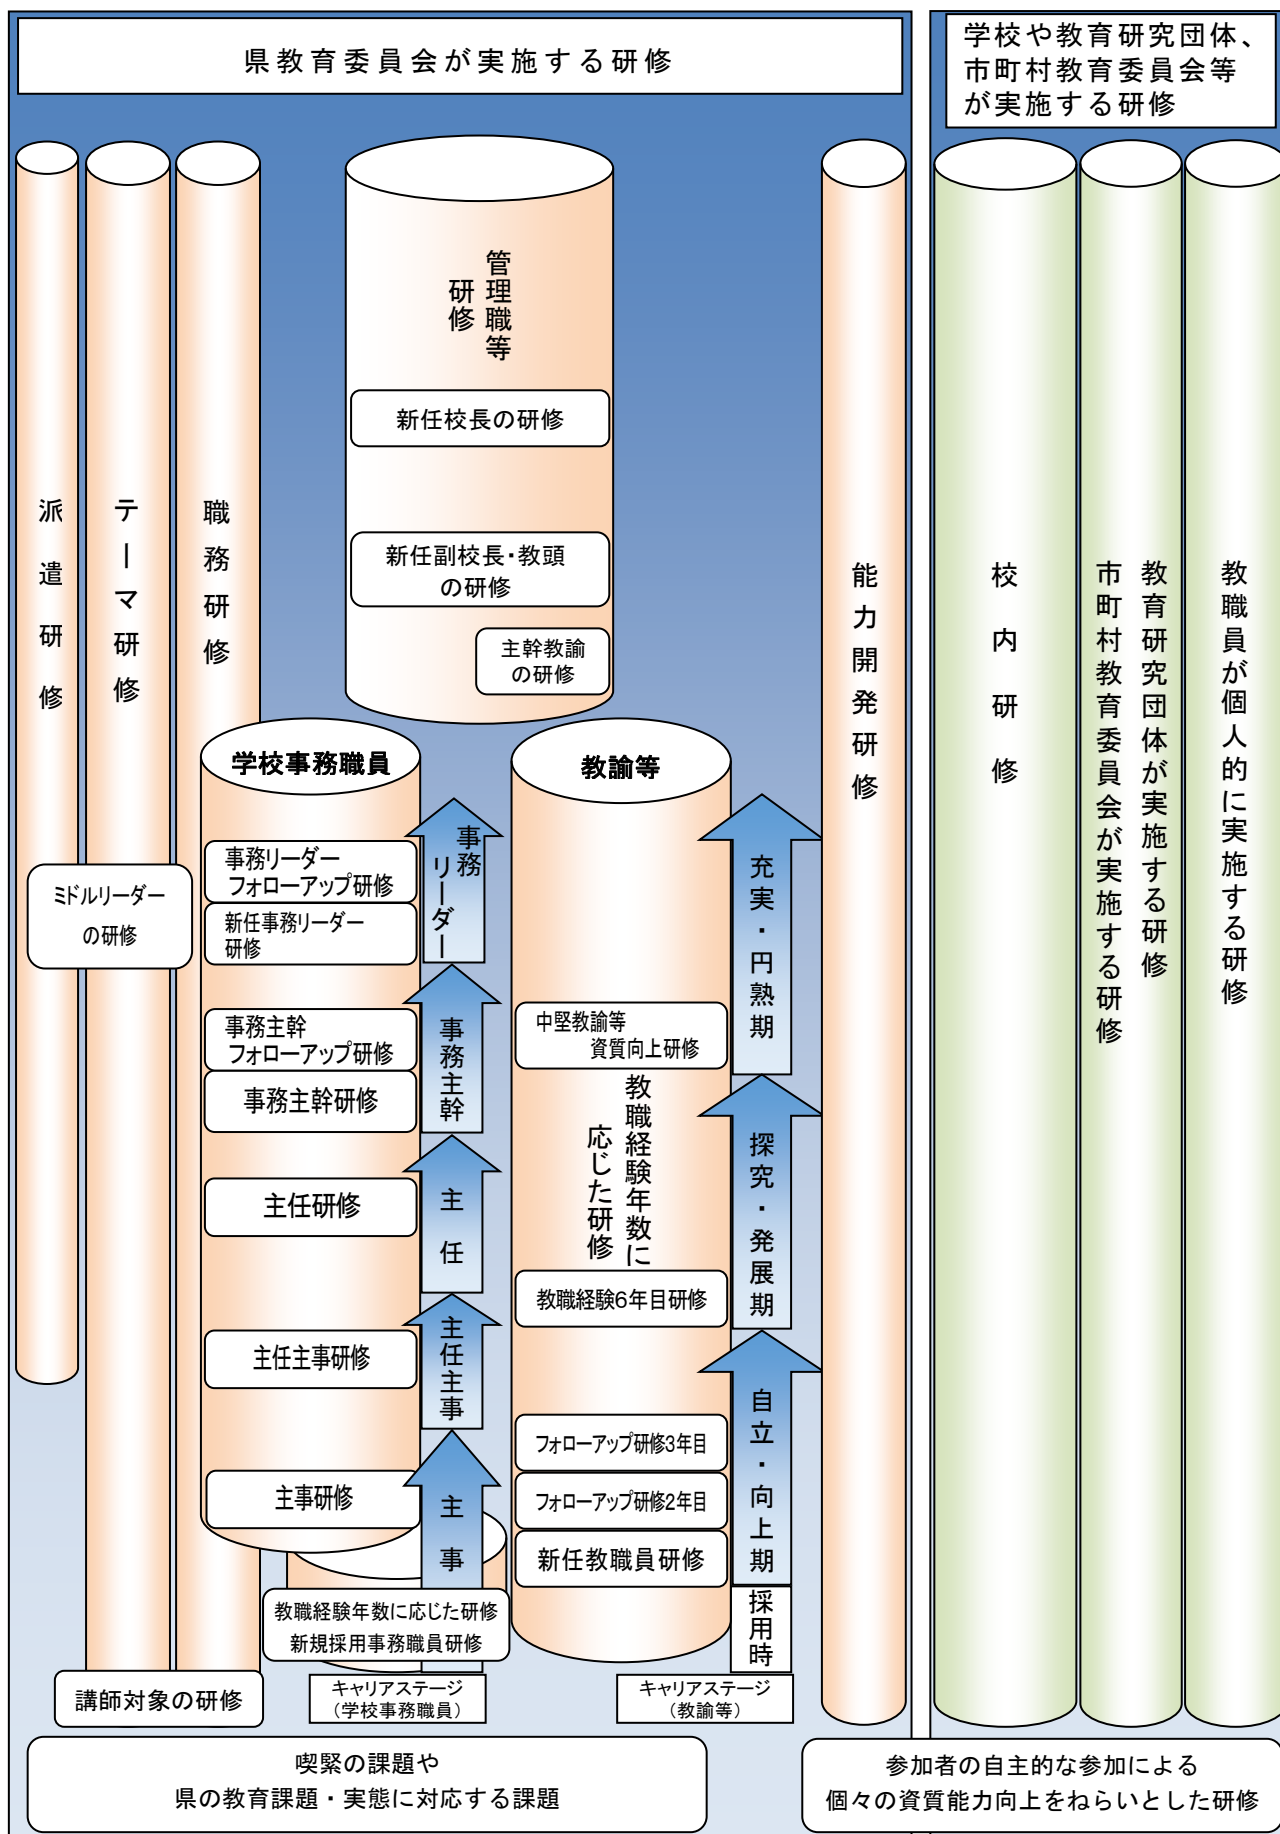 県教育委員会が実施する研修
学校や教育研究団体、
市町村教育委員会等
が実施する研修
派遣研修
テーマ研修
職務研修
管理職等
研修
新任校長の研修
新任副校長・教頭
の研修
主幹教諭
の研修
能力開発研修
校内研修
教育研究団体が実施する研修
市町村教育委員会が実施する研修
教職員が個人的に実施する研修
学校事務職員
教諭等
ミドルリーダー
の研修
事務リーダー
フォローアップ研修
新任事務リーダー
研修
事務主幹
フォローアップ研修
事務主幹研修
主任研修
主任主事研修
主事研修
教職経験年数に応じた研修
新規採用事務職員研修
事務
リーダー
事務主幹
主任
主任主事
主事
中堅教諭等
資質向上研修
教職経験年数に
応じた研修
教職経験6年目研修
フォローアップ研修3年目
フォローアップ研修2年目
新任教職員研修
充実・円熟期
探究・発展期
自立・向上期
採用時
講師対象の研修
キャリアステージ
（学校事務職員）
キャリアステージ
（教諭等）
喫緊の課題や
県の教育課題・実態に対応する課題
参加者の自主的な参加による
個々の資質能力向上をねらいとした研修